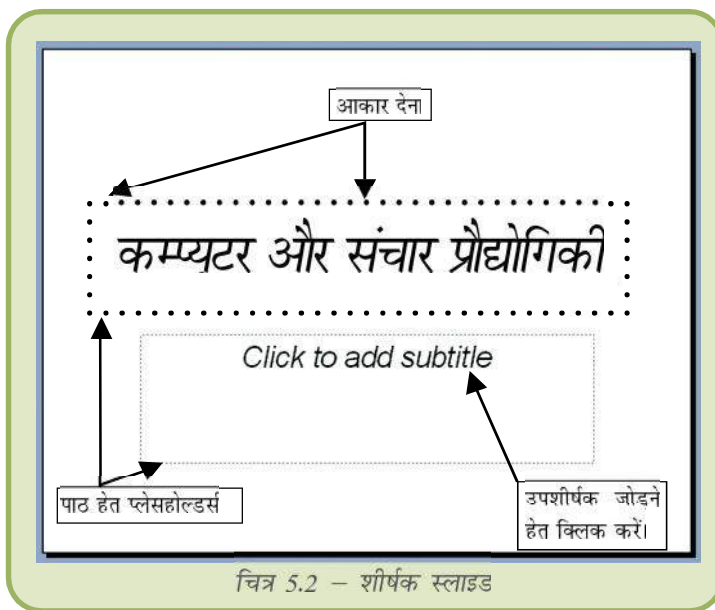 आकार देना
कम्प्यटर और संचार प्रौद्योगिकी
Click to add subtitle
पाठ हेत प्लेसहोल्डर्स
उपशीर्षक जोड़ने
हेत क्लिक करें।
चित्र 5.2 – शीर्षक स्लाइड